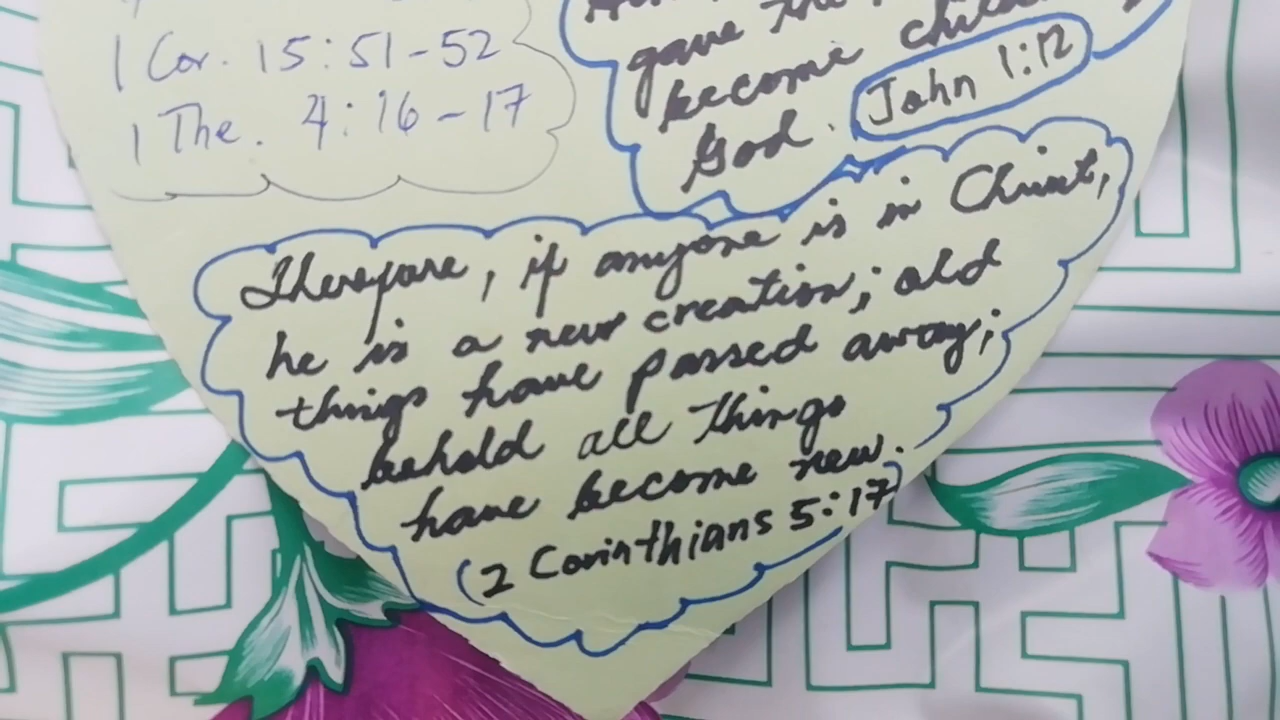 1 Cor. 15:51-52
1 The. 4:16-17
gave the
become
God. John 1:12
Therefore, if anyone is in Christ,
he is a new creation; old
things have passed away;
behold all things
have become new.
(2 Corinthians 5:17)